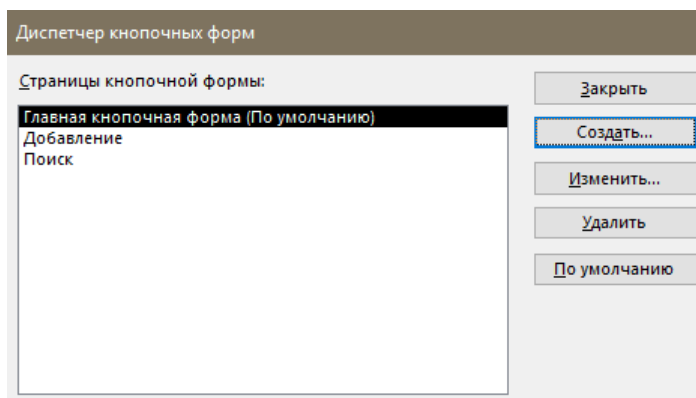 Диспетчер кнопочных форм
Страницы кнопочной формы:
Главная кнопочная форма (По умолчанию)
Добавление
Поиск
Закрыть
Создать...
Изменить...
Удалить
По умолчанию